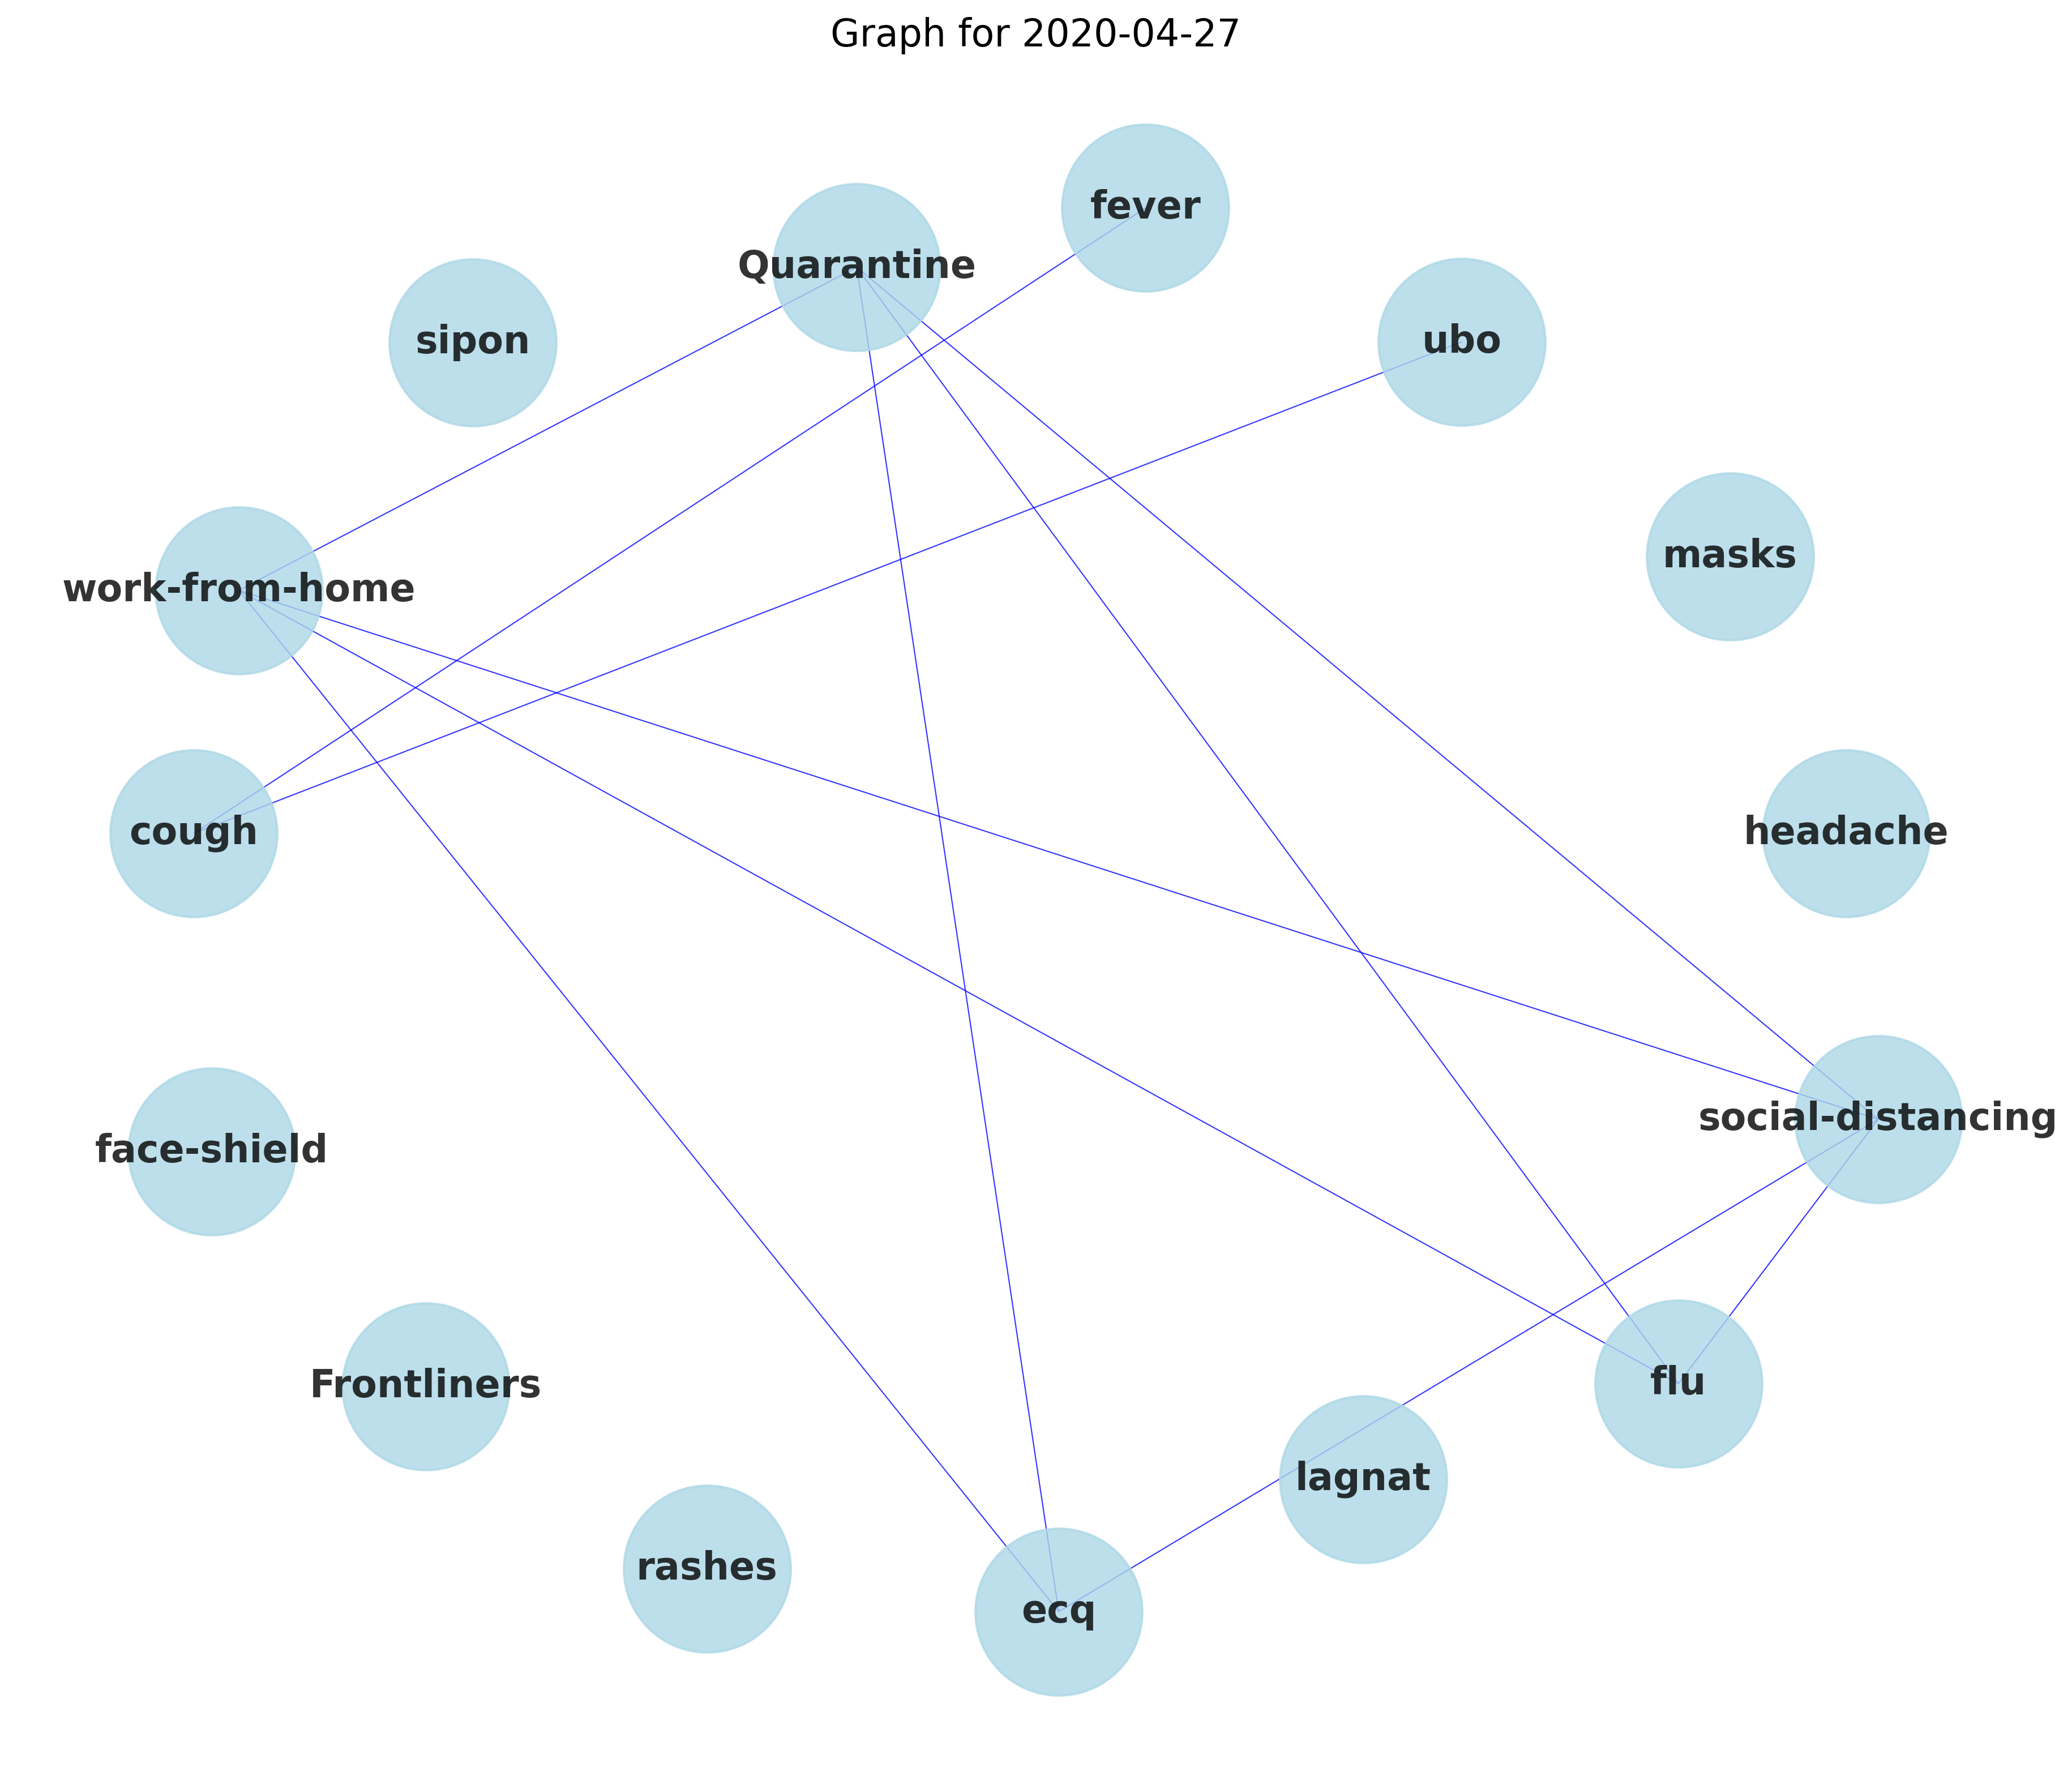 Graph for 2020-04-27
fever
Quarantine
ubo
sipon
masks
work-from-home
cough
headache
social-distancing
face-shield
flu
Frontliners
lagnat
rashes
ecq